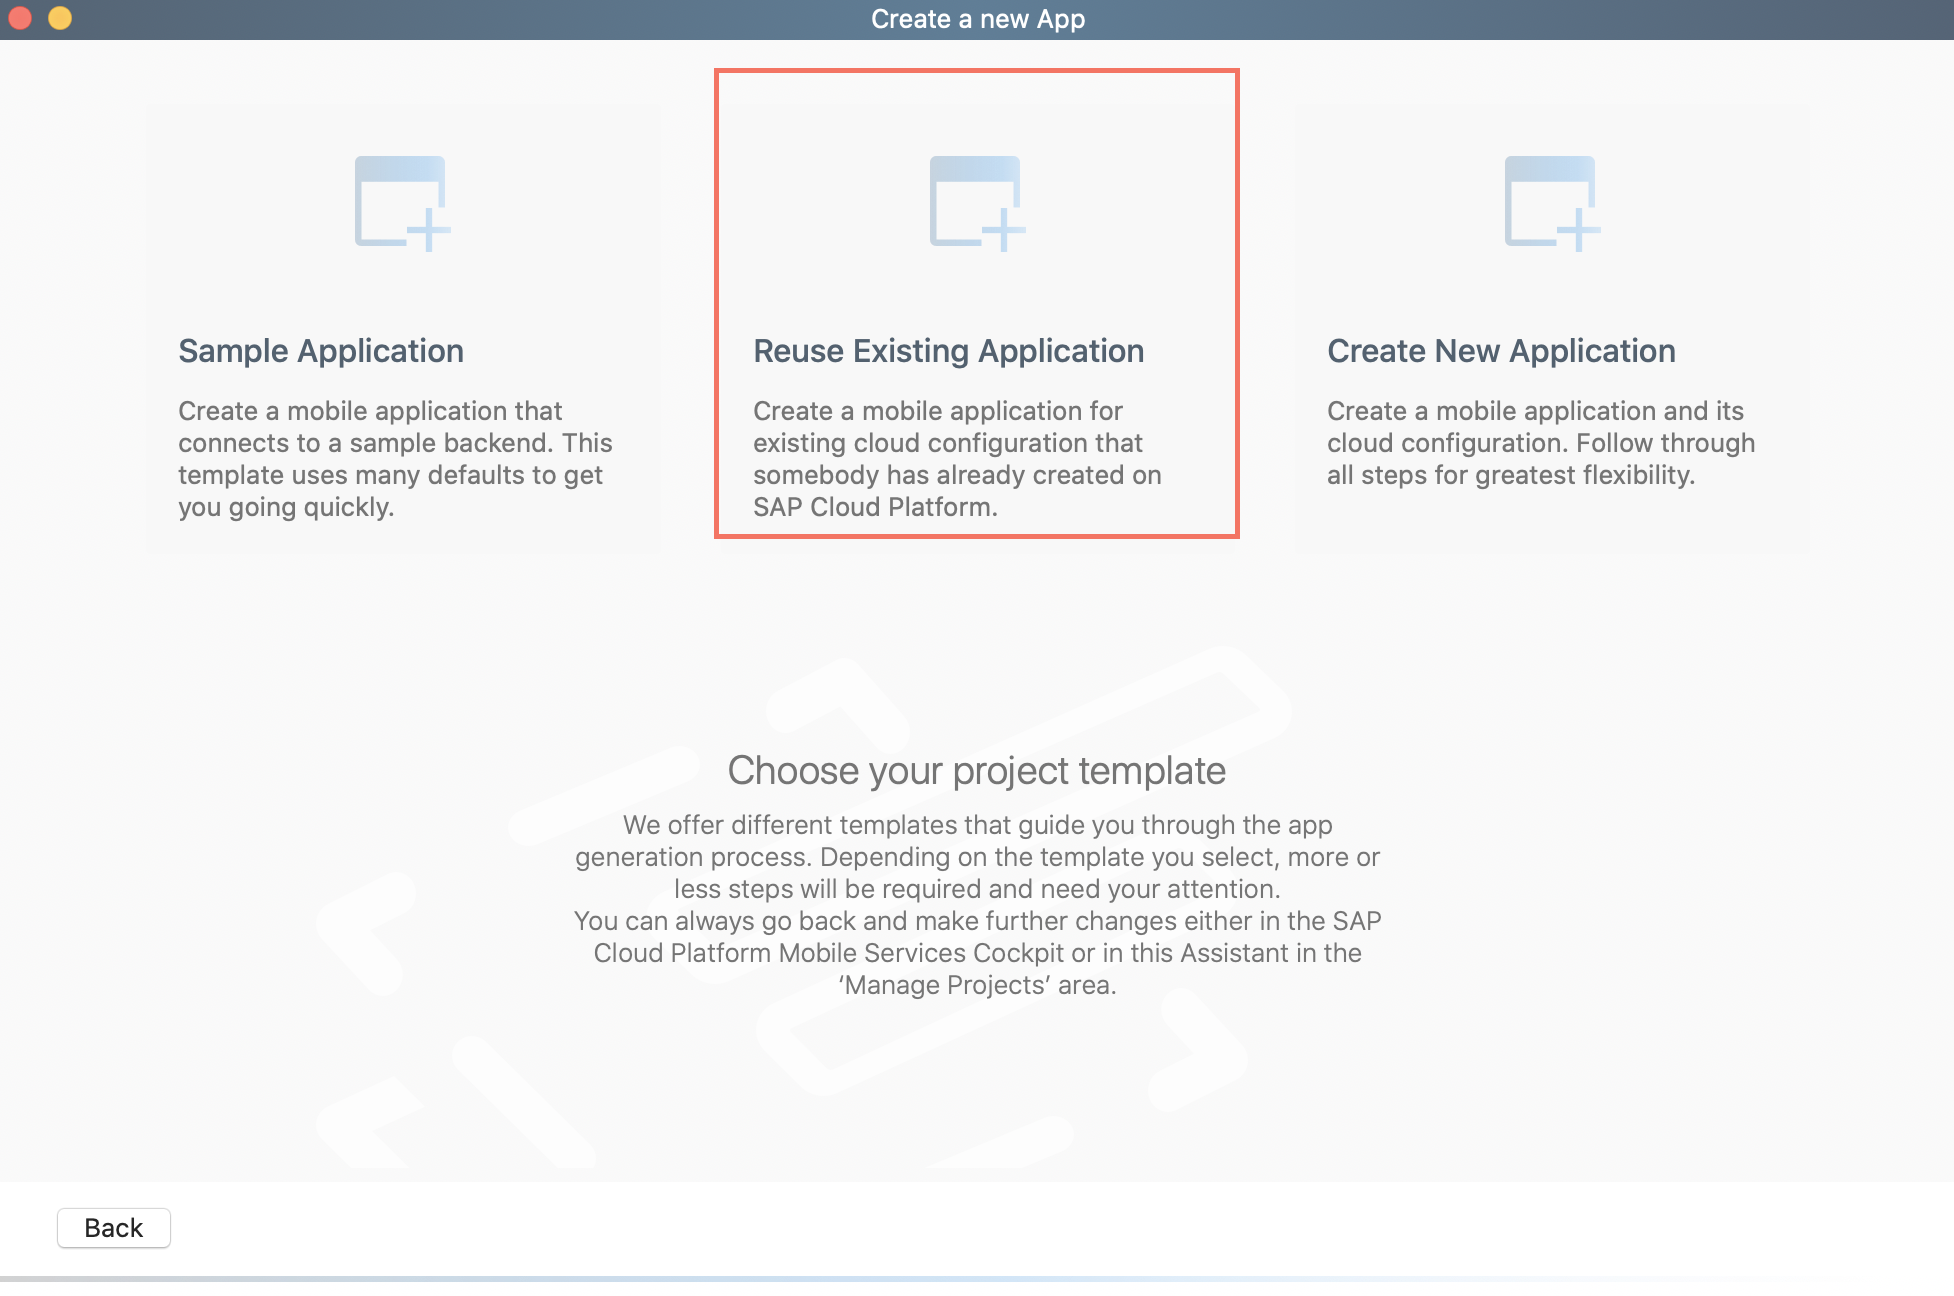 Create a new App
Sample Application
Create a mobile application that
connects to a sample backend. This
template uses many defaults to get
you going quickly.
Reuse Existing Application
Create a mobile application for
existing cloud configuration that
somebody has already created on
SAP Cloud Platform.
Create New Application
Create a mobile application and its
cloud configuration. Follow through
all steps for greatest flexibility.
Choose your project template
We offer different templates that guide you through the app
generation process. Depending on the template you select, more or
less steps will be required and need your attention.
You can always go back and make further changes either in the SAP
Cloud Platform Mobile Services Cockpit or in this Assistant in the
‘Manage Projects’ area.
Back